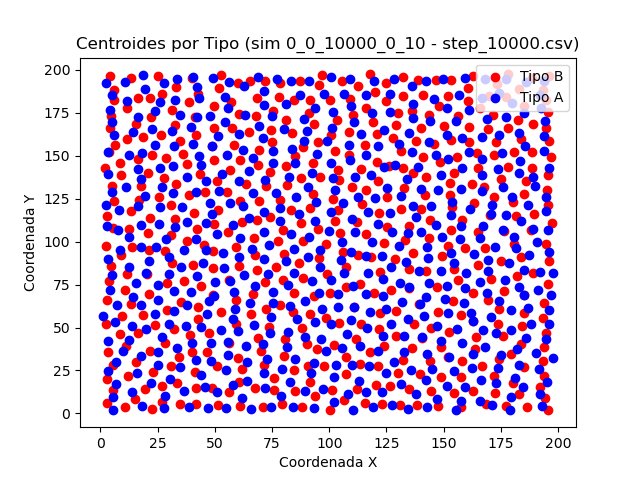 Centroides por Tipo (sim 0_0_10000_0_10 - step_10000.csv)
200
175
150
125
100
75
50
25
0
Coordenada Y
Tipo B
Tipo A
0 25 50 75 100 125 150 175 200
Coordenada X